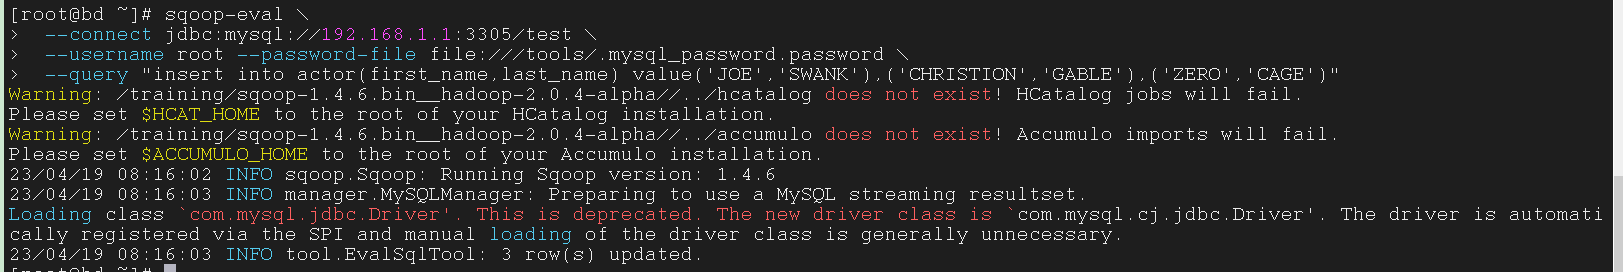 [root@bd ~]# sqoop-eval \
>  --connect jdbc:mysql://192.168.1.1:3305/test \
>  --username root --password-file file:///tools/.mysql_password.password \
>  --query "insert into actor(first_name,last_name) value('JOE','SWANK'),('CHRISTION','GABLE'),('ZERO','CAGE')"
Warning: /training/sqoop-1.4.6.bin__hadoop-2.0.4-alpha//../hcatalog does not exist! HCatalog jobs will fail.
Please set $HCAT_HOME to the root of your HCatalog installation.
Warning: /training/sqoop-1.4.6.bin__hadoop-2.0.4-alpha//../accumulo does not exist! Accumulo imports will fail.
Please set $ACCUMULO_HOME to the root of your Accumulo installation.
23/04/19 08:16:02 INFO sqoop.Sqoop: Running Sqoop version: 1.4.6
23/04/19 08:16:03 INFO manager.MySQLManager: Preparing to use a MySQL streaming resultset.
Loading class `com.mysql.jdbc.Driver'. This is deprecated. The new driver class is `com.mysql.cj.jdbc.Driver'. The driver is automati
cally registered via the SPI and manual loading of the driver class is generally unnecessary.
23/04/19 08:16:03 INFO tool.EvalSqlTool: 3 row(s) updated.
[root@bd ~]#